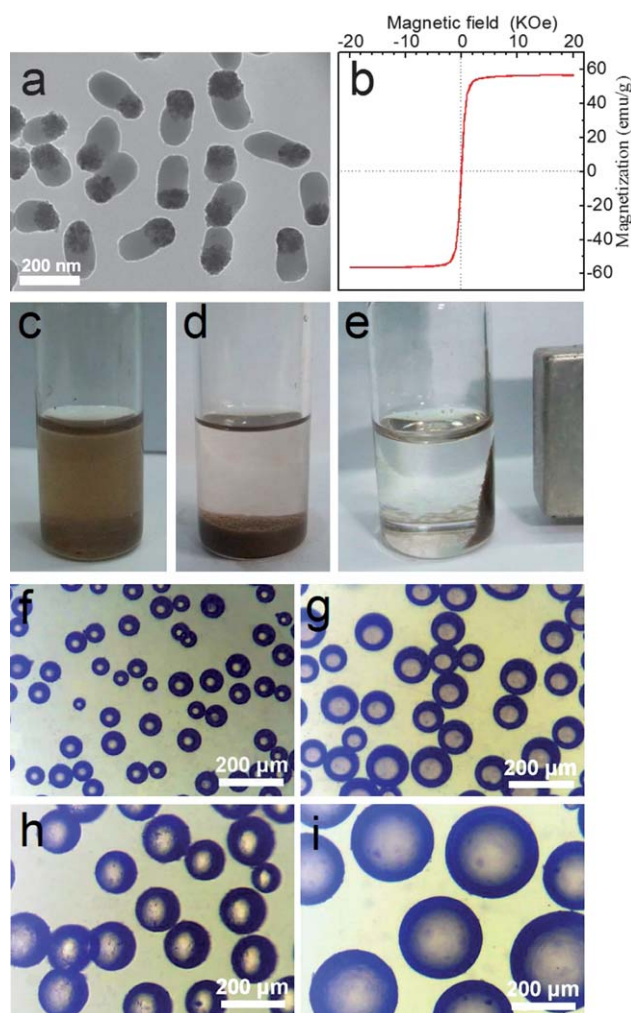 Magnetic field (KOe)
-20 -10 0 10 20
a
b
60
40
20
0
-20
-40
-60
Magnetization (emu/g)
200 nm
c
d
e
f
g
200 μm
200 μm
h
i
200 μm
200 μm